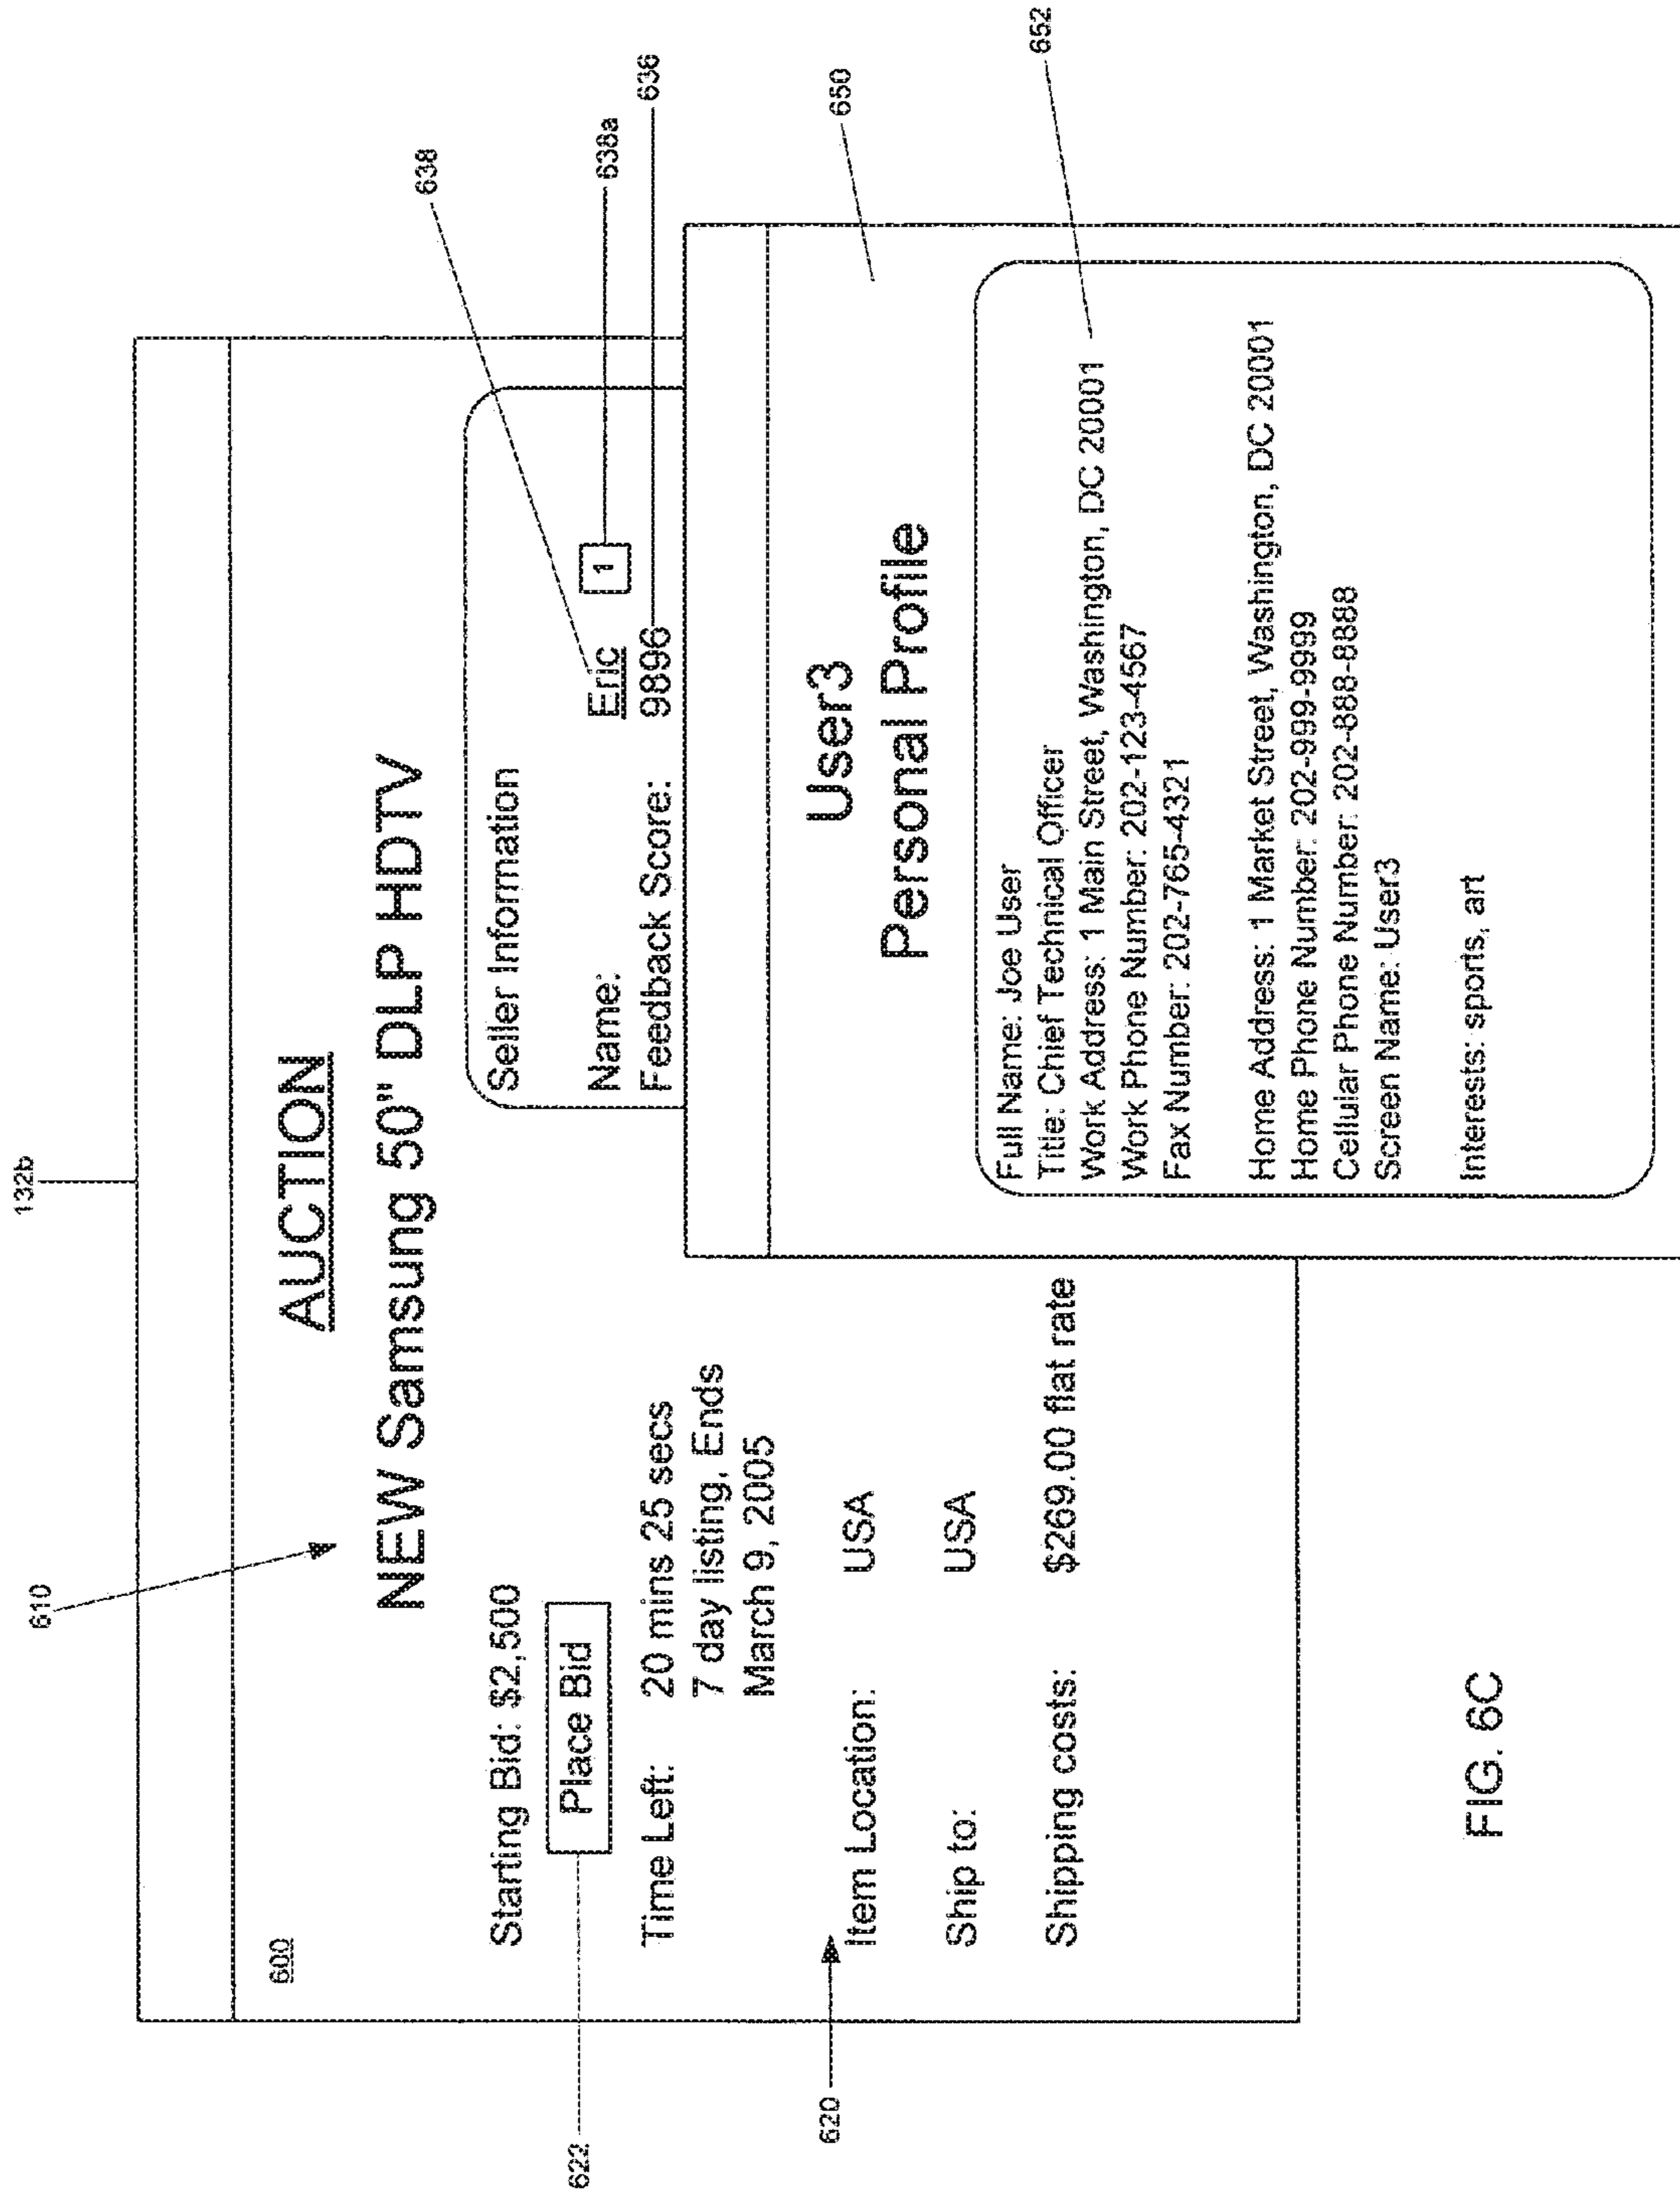 132b
610
600
AUCTION
NEW Samsung 50" DLP HDTV
Starting Bid: $2,500
Place Bid
622
Time Left: 20 mins 25 secs
7 day listing, Ends
March 9, 2005
620
Item Location: USA
Ship to: USA
Shipping costs: $269.00 flat rate
Seller Information
Name: Eric 1
Feedback Score: 9896
638
638a
636
650
User3
Personal Profile
652
Full Name: Joe User
Title: Chief Technical Officer
Work Address: 1 Main Street, Washington, DC 20001
Work Phone Number: 202-123-4567
Fax Number: 202-765-4321
Home Address: 1 Market Street, Washington, DC 20001
Home Phone Number: 202-999-9999
Cellular Phone Number: 202-888-8888
Screen Name: User3
Interests: sports, art
FIG. 6C